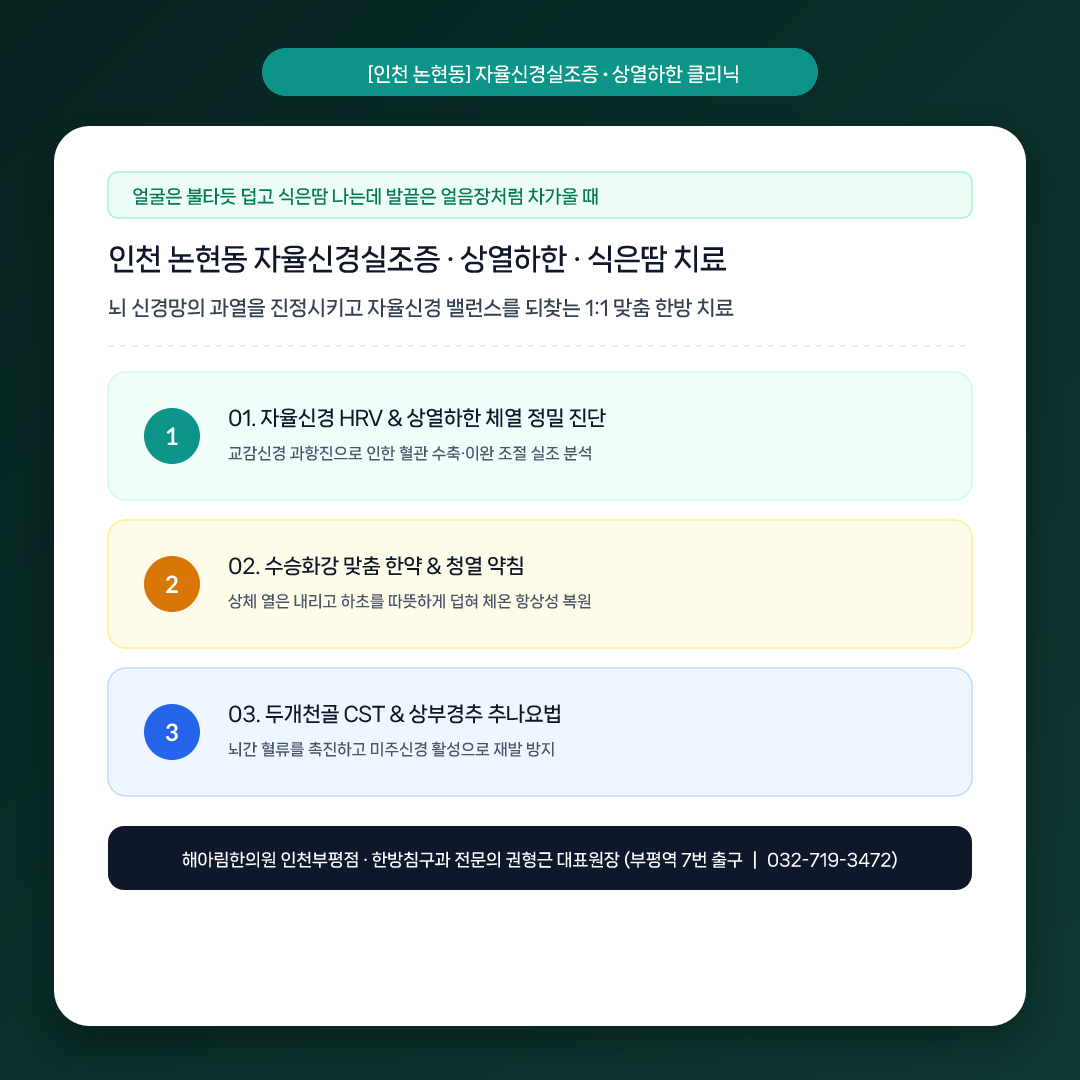 [인천 논현동] 자율신경실조증 · 상열하한 클리닉
얼굴은 불타듯 덥고 식은땀 나는데 발끝은 얼음장처럼 차가울 때
인천 논현동 자율신경실조증 · 상열하한 · 식은땀 치료
뇌 신경망의 과열을 진정시키고 자율신경 밸런스를 되찾는 1:1 맞춤 한방 치료
1
01. 자율신경 HRV & 상열하한 체열 정밀 진단
교감신경 과항진으로 인한 혈관 수축·이완 조절 실조 분석
2
02. 수승화강 맞춤 한약 & 청열 약침
상체 열은 내리고 하초를 따뜻하게 덥혀 체온 항상성 복원
3
03. 두개천골 CST & 상부경추 추나요법
뇌간 혈류를 촉진하고 미주신경 활성으로 재발 방지
해아림한의원 인천부평점 · 한방침구과 전문의 권형근 대표원장 (부평역 7번 출구 | 032-719-3472)